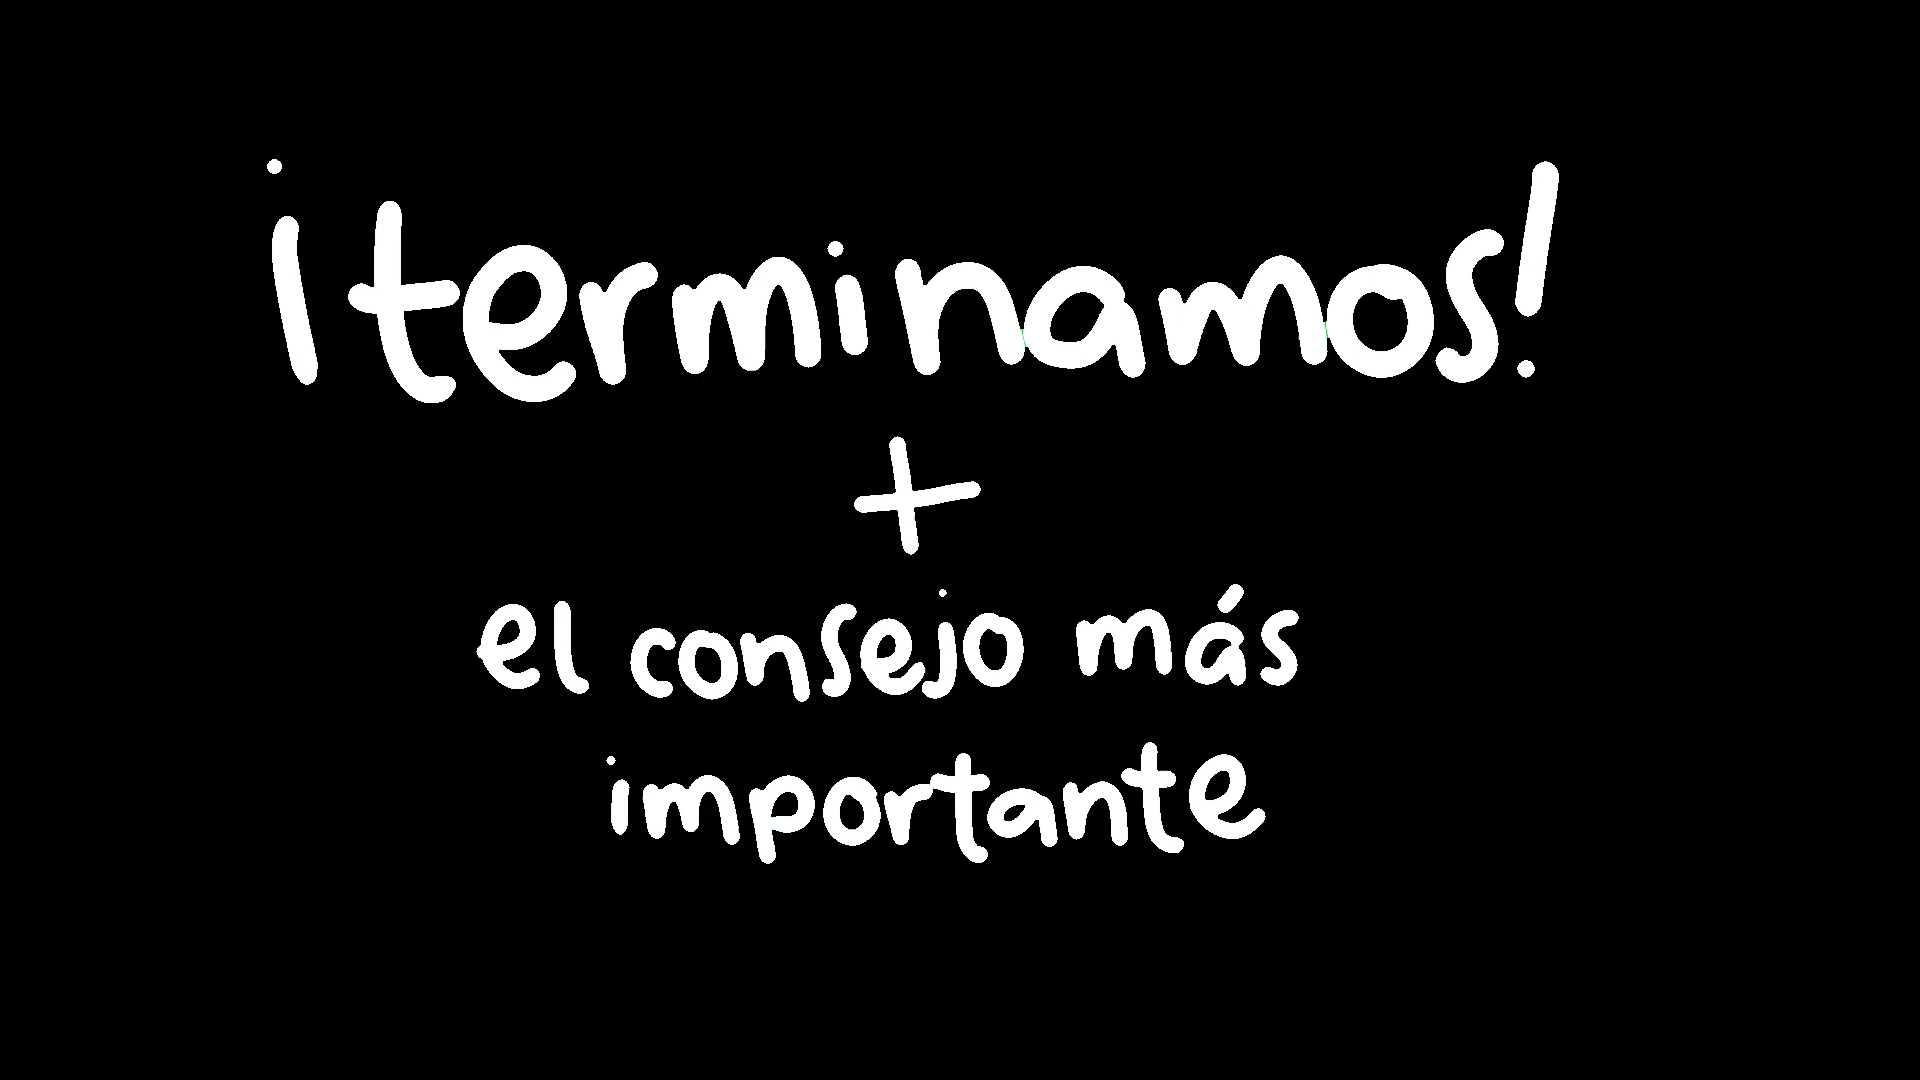 ¡terminamos!
+
el consejo más
importante